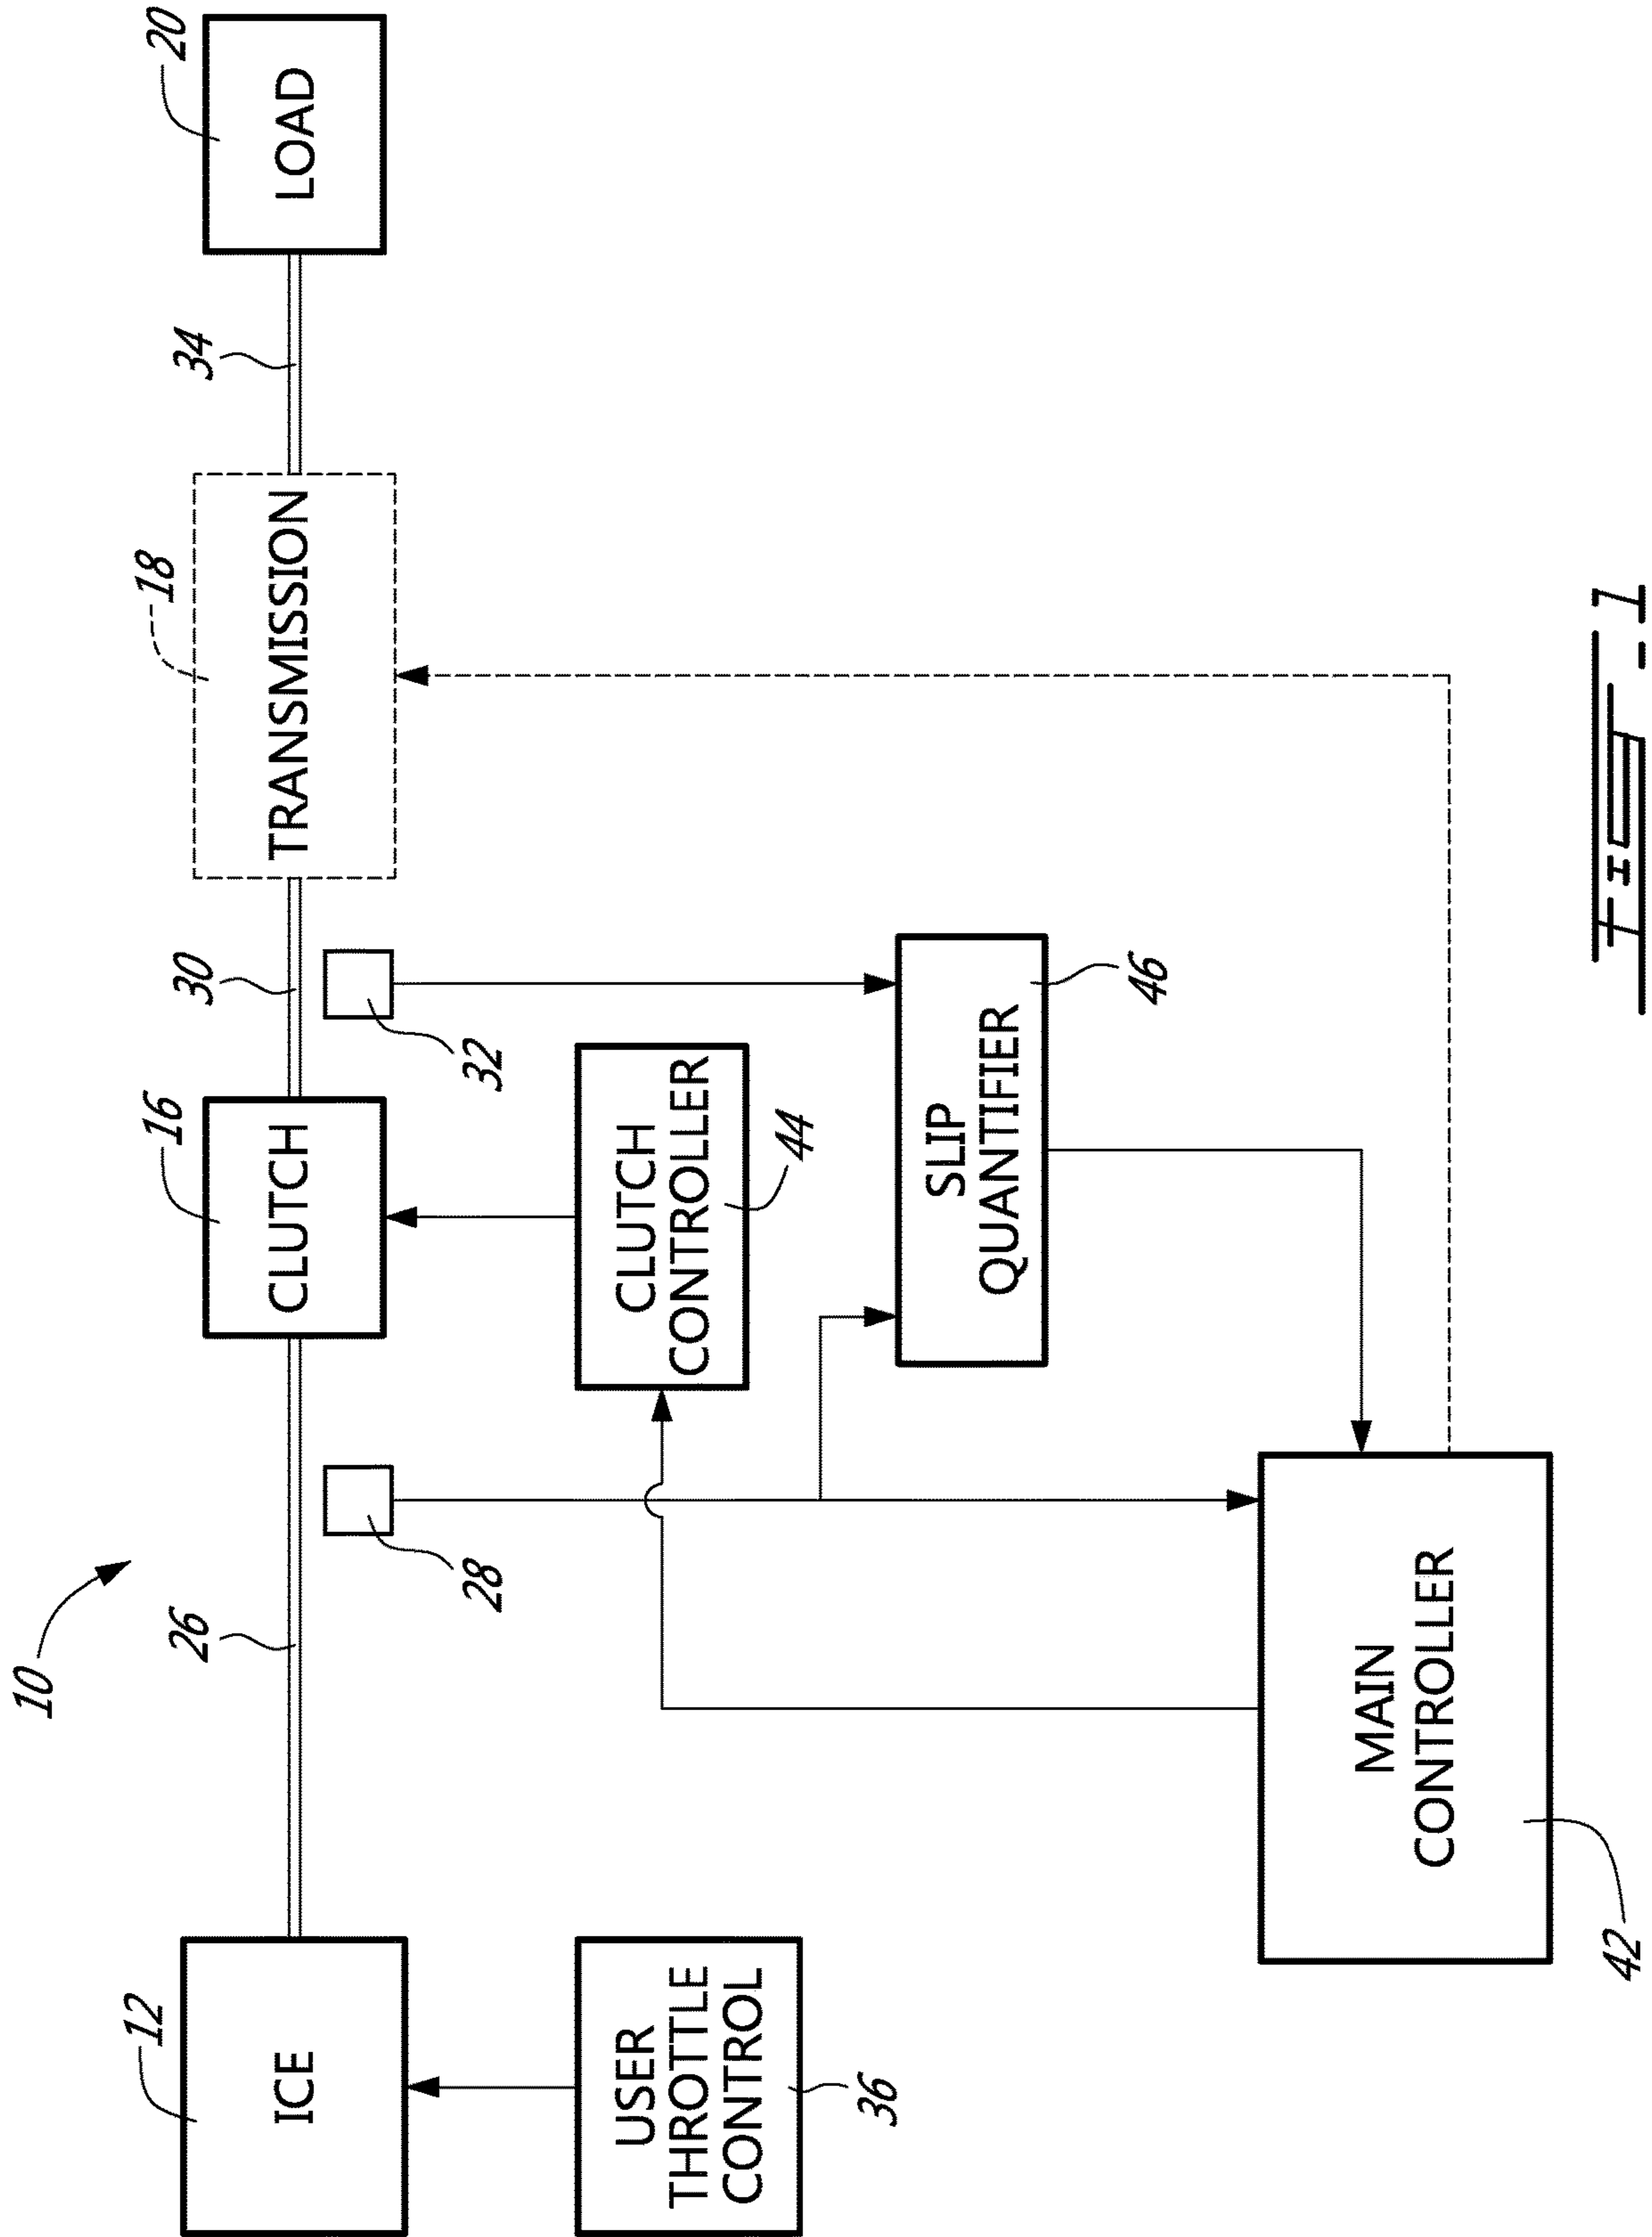 10
12
26
16
30
18
34
20
ICE
CLUTCH
TRANSMISSION
LOAD
28
32
USER
THROTTLE
CONTROL
36
CLUTCH
CONTROLLER
44
SLIP
QUANTIFIER
46
MAIN
CONTROLLER
42
FIG-1